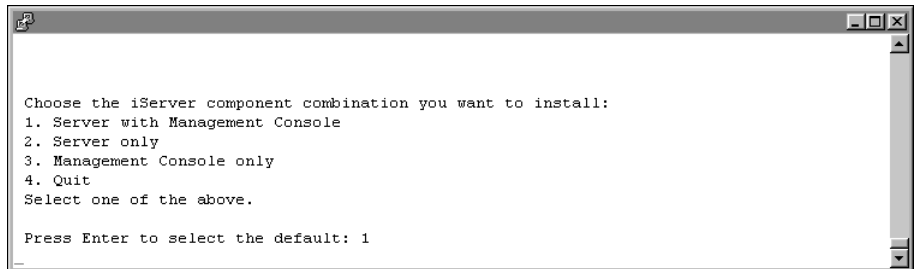 Choose the iServer component combination you want to install:
1. Server with Management Console
2. Server only
3. Management Console only
4. Quit
Select one of the above.
Press Enter to select the default: 1